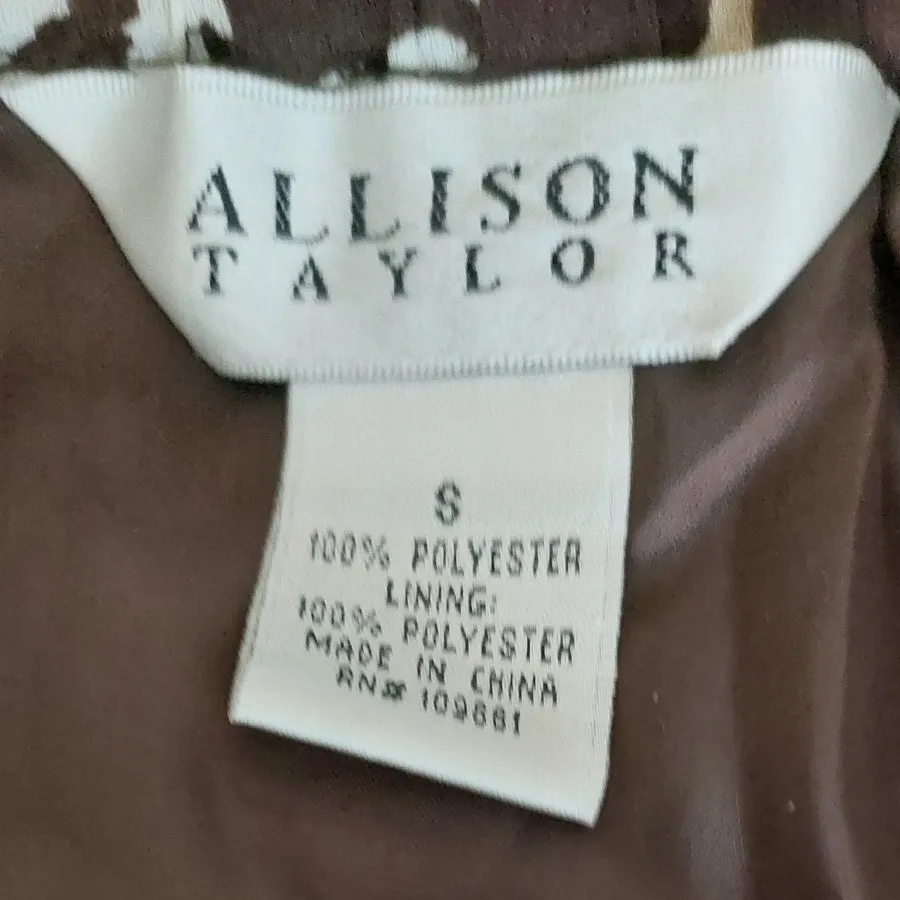 ALLISON
TAYLOR
S
100% POLYESTER
LINING:
100% POLYESTER
MADE IN CHINA
RN# 109661